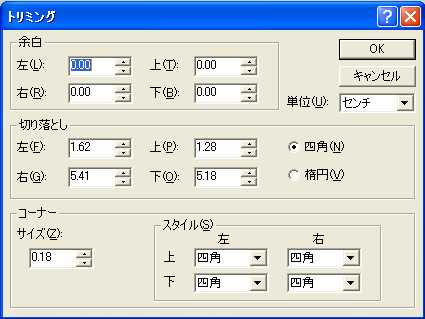 トリミング
余白
左(L): 0.00 上(T): 0.00
右(R): 0.00 下(B): 0.00
OK
キャンセル
単位(U): センチ
切り落とし
左(F): 1.62 上(P): 1.28 四角(N)
右(G): 5.41 下(O): 5.18 楕円(V)
コーナー
サイズ(Z):
0.18
スタイル(S)
左 右
上 四角 四角
下 四角 四角